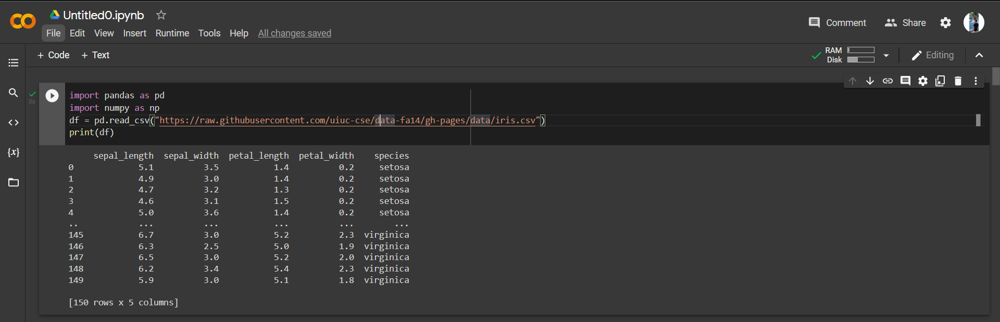 Untitled0.ipynb
File Edit View Insert Runtime Tools Help All changes saved
Comment Share
+ Code + Text
RAM
Disk
Editing
0s
import pandas as pd
import numpy as np
df = pd.read_csv("https://raw.githubusercontent.com/uiuc-cse/data-fa14/gh-pages/data/iris.csv")
print(df)
sepal_length sepal_width petal_length petal_width species
0 5.1 3.5 1.4 0.2 setosa
1 4.9 3.0 1.4 0.2 setosa
2 4.7 3.2 1.3 0.2 setosa
3 4.6 3.1 1.5 0.2 setosa
4 5.0 3.6 1.4 0.2 setosa
.. ... ... ... ... ...
145 6.7 3.0 5.2 2.3 virginica
146 6.3 2.5 5.0 1.9 virginica
147 6.5 3.0 5.2 2.0 virginica
148 6.2 3.4 5.4 2.3 virginica
149 5.9 3.0 5.1 1.8 virginica
[150 rows x 5 columns]